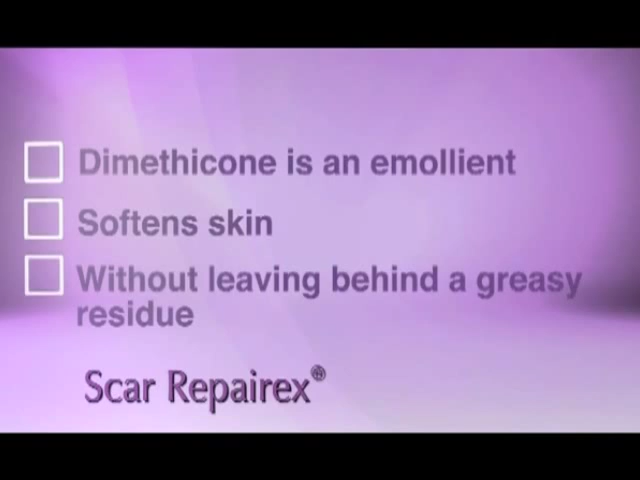 Dimethicone is an emollient
Softens skin
Without leaving behind a greasy
residue
Scar Repairex®